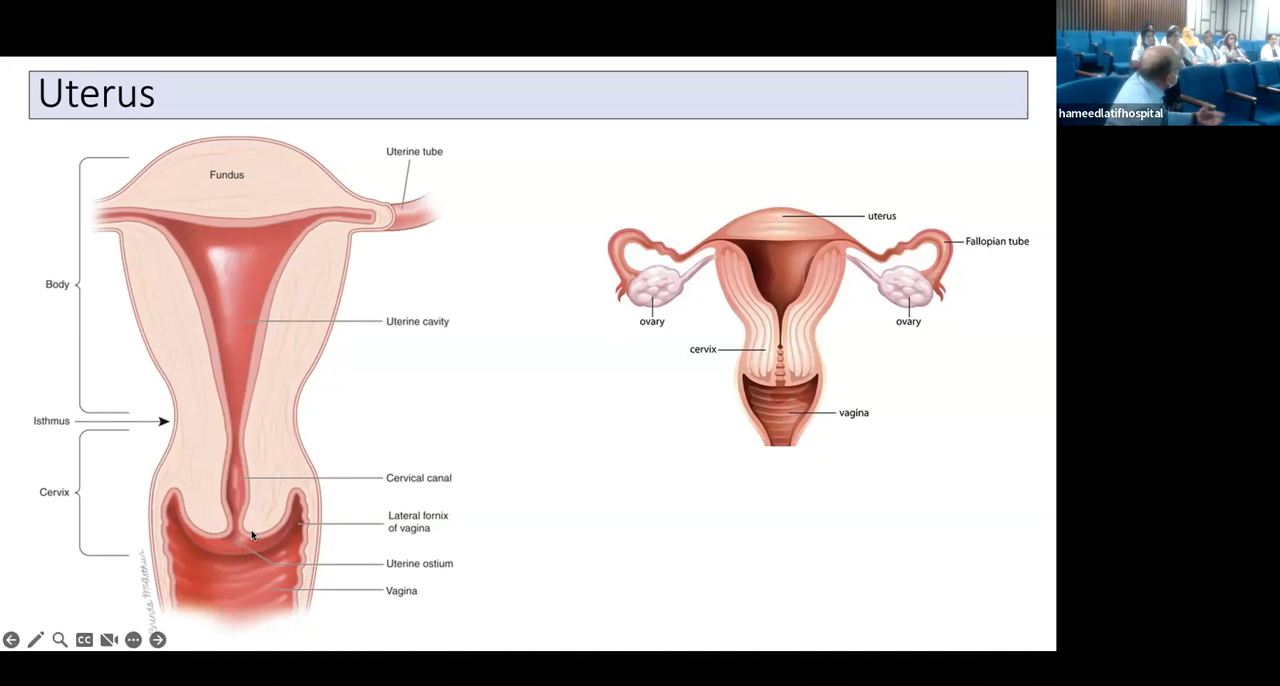 Uterus
hameedlatifhospital
Uterine tube
Fundus
Body
Uterine cavity
Isthmus
Cervical canal
Cervix
Lateral fornix
of vagina
Uterine ostium
Vagina
uterus
Fallopian tube
ovary
ovary
cervix
vagina
CC